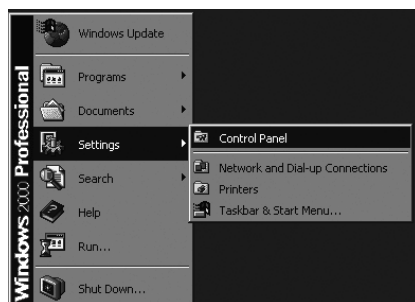 Windows 2000 Professional
Windows Update
Programs
Documents
Settings
Search
Help
Run...
Shut Down...
Control Panel
Network and Dial-up Connections
Printers
Taskbar & Start Menu...